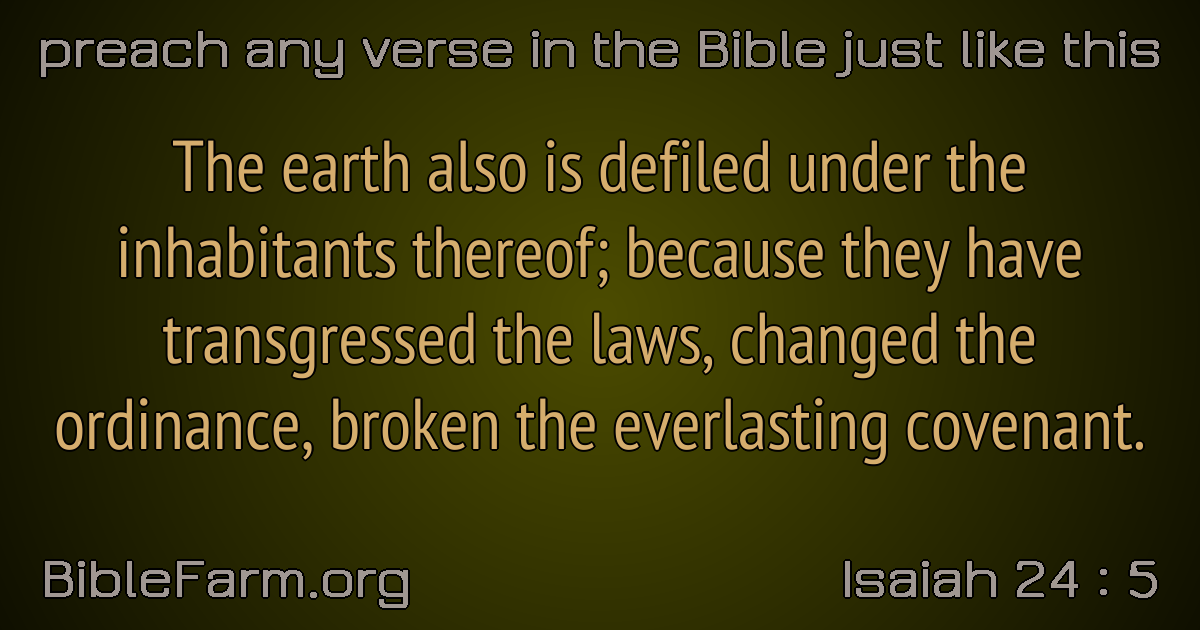 preach any verse in the Bible just like this
The earth also is defiled under the
inhabitants thereof; because they have
transgressed the laws, changed the
ordinance, broken the everlasting covenant.
BibleFarm.org
Isaiah 24 : 5